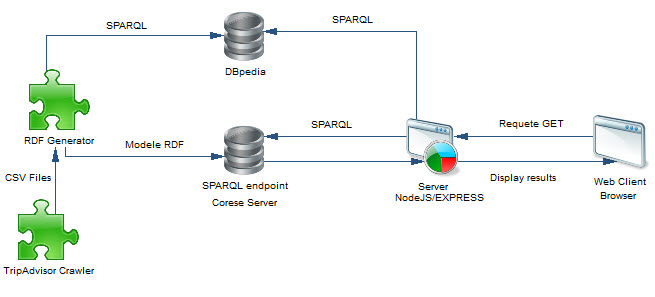 SPARQL
SPARQL
DBpedia
RDF Generator
Modele RDF
SPARQL
Requete GET
CSV Files
SPARQL endpoint
Corese Server
Server
NodeJS/EXPRESS
Display results
Web Client
Browser
TripAdvisor Crawler